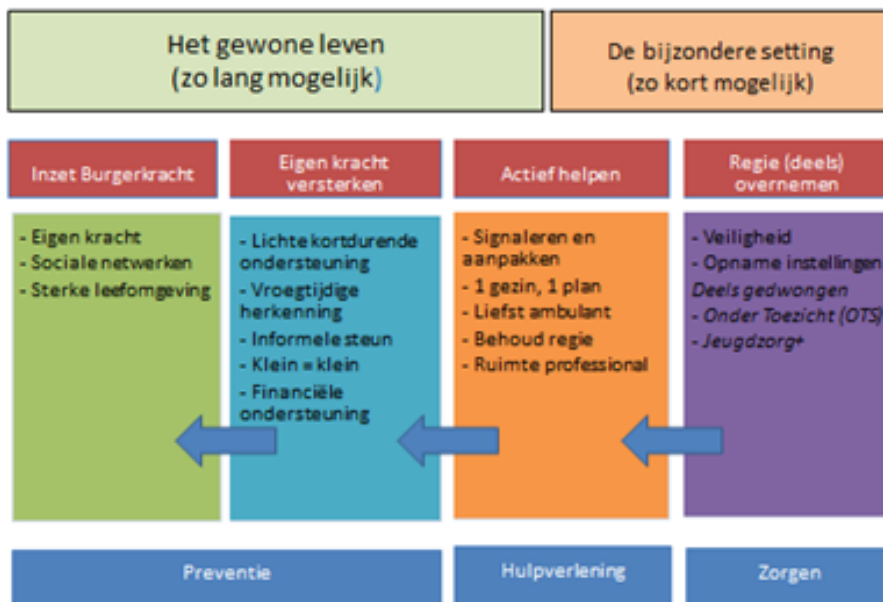 Het gewone leven
(zo lang mogelijk)
De bijzondere setting
(zo kort mogelijk)
Inzet Burgerkracht
Eigen kracht
versterken
Actief helpen
Regie (deels)
overnemen
- Eigen kracht
- Sociale netwerken
- Sterke leefomgeving
- Lichte kortdurende
ondersteuning
- Vroegtijdige
herkenning
- Informele steun
- Klein = klein
- Financiële
ondersteuning
- Signaleren en
aanpakken
- 1 gezin, 1 plan
- Liefst ambulant
- Behoud regie
- Ruimte professional
- Veiligheid
- Opname instellingen
Deels gedwongen
- Onder Toezicht (OTS)
- Jeugdzorg+
Preventie
Hulpverlening
Zorgen